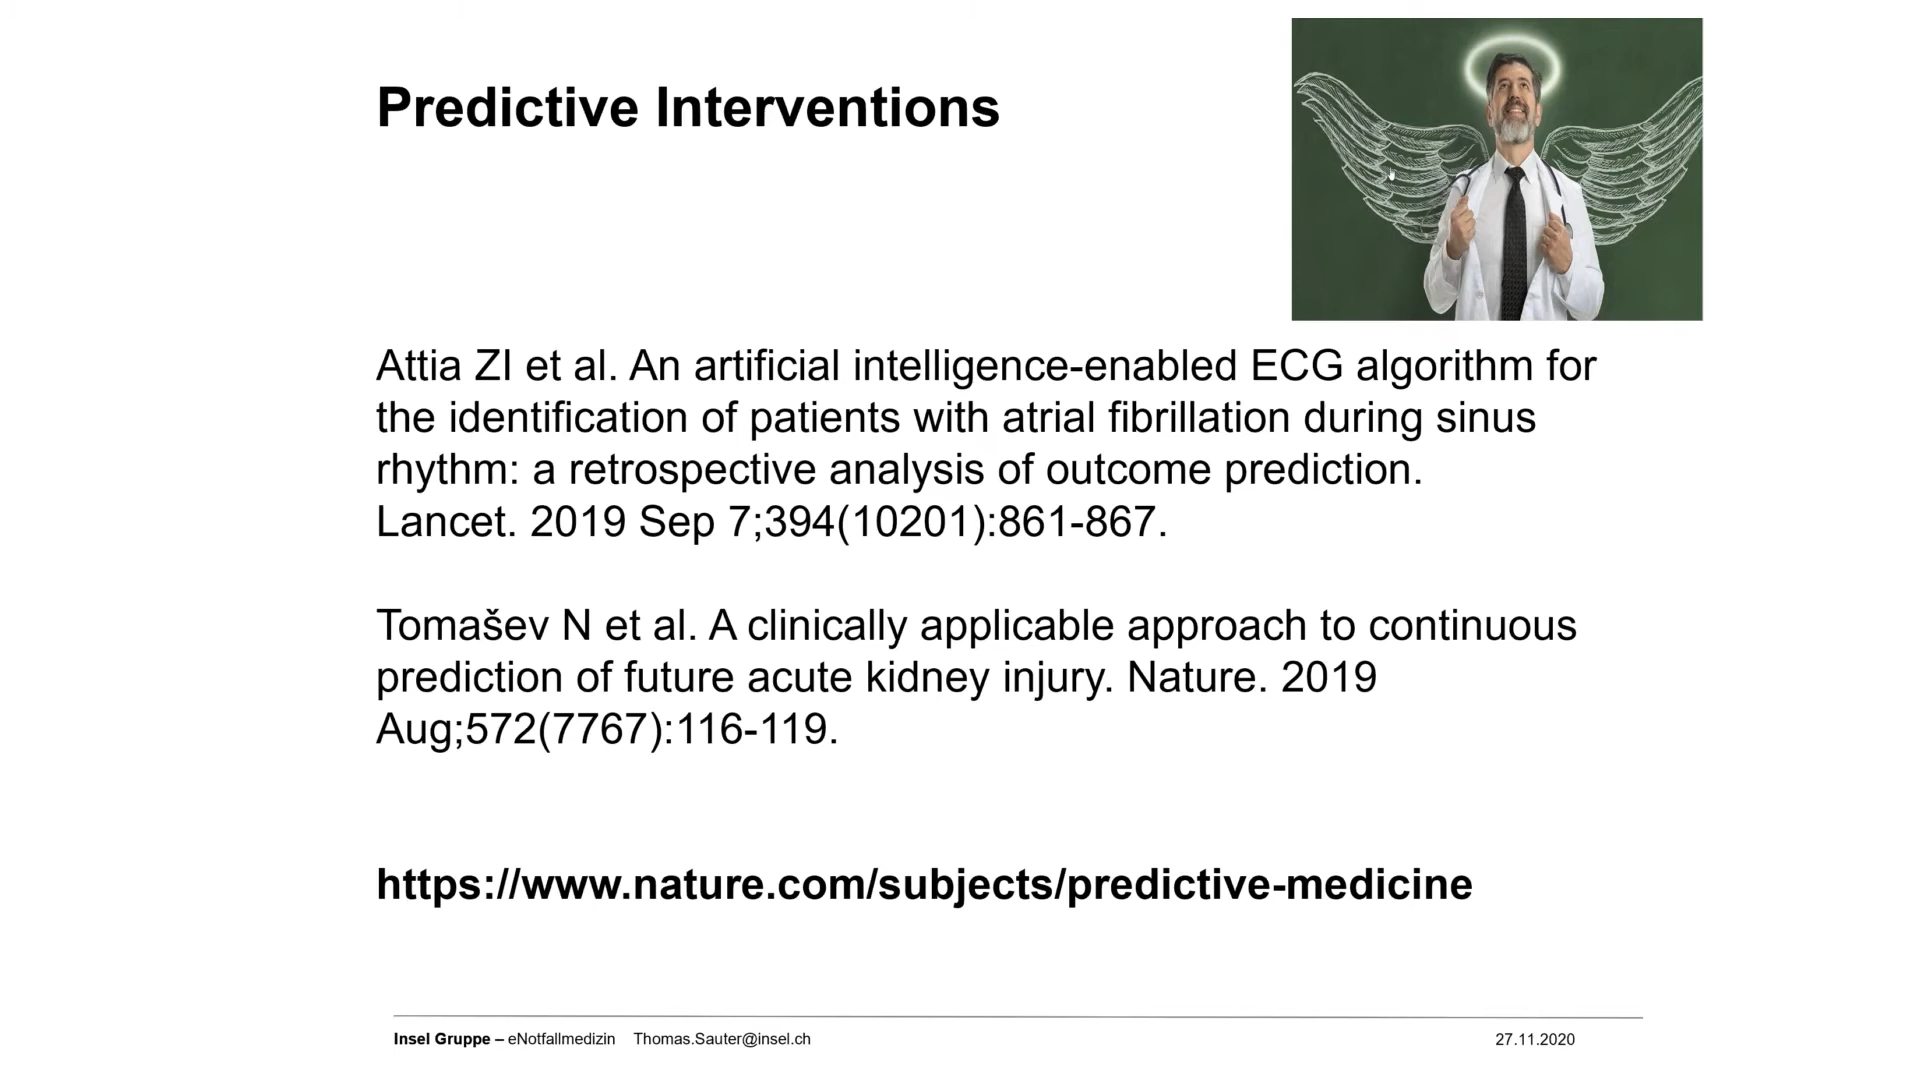 Predictive Interventions
Attia ZI et al. An artificial intelligence-enabled ECG algorithm for
the identification of patients with atrial fibrillation during sinus
rhythm: a retrospective analysis of outcome prediction.
Lancet. 2019 Sep 7;394(10201):861-867.
Tomašev N et al. A clinically applicable approach to continuous
prediction of future acute kidney injury. Nature. 2019
Aug;572(7767):116-119.
https://www.nature.com/subjects/predictive-medicine
Insel Gruppe – eNotfallmedizin Thomas.Sauter@insel.ch 27.11.2020